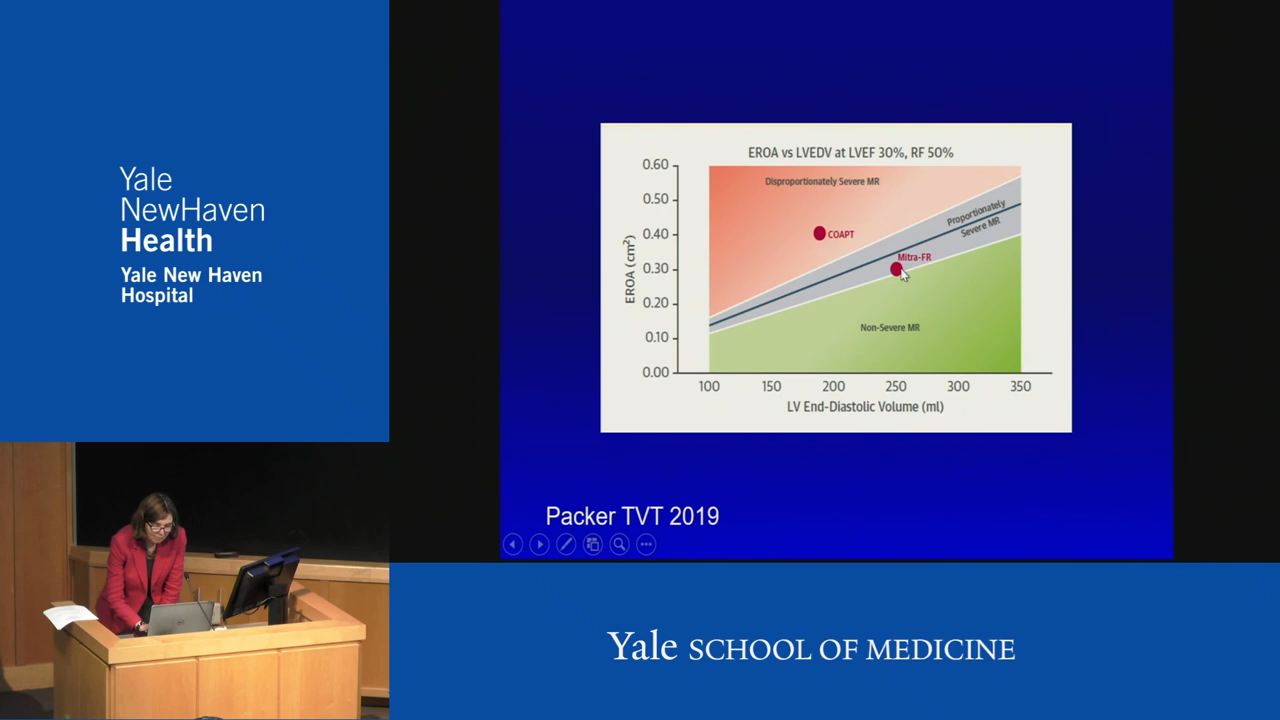 Yale
NewHaven
Health
Yale New Haven
Hospital
EROA vs LVEDV at LVEF 30%, RF 50%
0.60
0.50
0.40
0.30
0.20
0.10
0.00
EROA (cm²)
Disproportionately Severe MR
COAPT
Proportionately
Severe MR
Mitra-FR
Non-Severe MR
100 150 200 250 300 350
LV End-Diastolic Volume (ml)
Packer TVT 2019
Yale SCHOOL OF MEDICINE